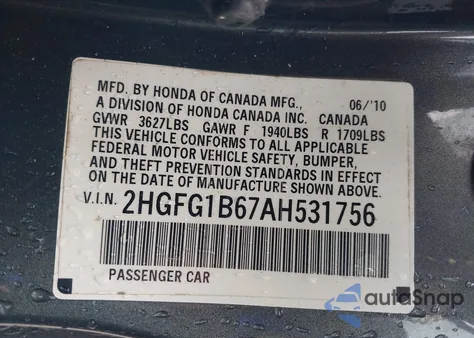 MFD. BY HONDA OF CANADA MFG., 06/'10
A DIVISION OF HONDA CANADA INC. CANADA
GVWR 3627LBS GAWR F 1940LBS R 1709LBS
THIS VEHICLE CONFORMS TO ALL APPLICABLE
FEDERAL MOTOR VEHICLE SAFETY, BUMPER,
AND THEFT PREVENTION STANDARDS IN EFFECT
ON THE DATE OF MANUFACTURE SHOWN ABOVE.
V.I.N. 2HGFG1B67AH531756
PASSENGER CAR
autoSnap